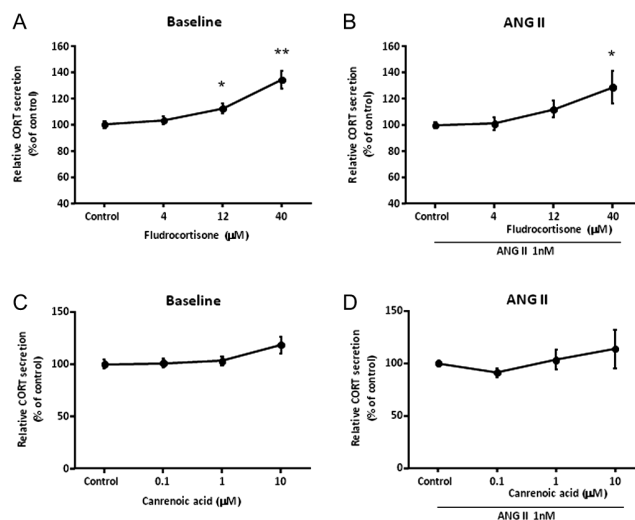 A
Baseline
Relative CORT secretion
(% of control)
160
140
120
100
80
60
40
*
**
Control
4
12
40
Fludrocortisone (µM)
B
ANG II
Relative CORT secretion
(% of control)
160
140
120
100
80
60
40
*
Control
4
12
40
Fludrocortisone (µM)
ANG II 1nM
C
Baseline
Relative CORT secretion
(% of control)
150
100
50
0
Control
0.1
1
10
Canrenoic acid (µM)
D
ANG II
Relative CORT secretion
(% of control)
150
100
50
0
Control
0.1
1
10
Canrenoic acid (µM)
ANG II 1nM